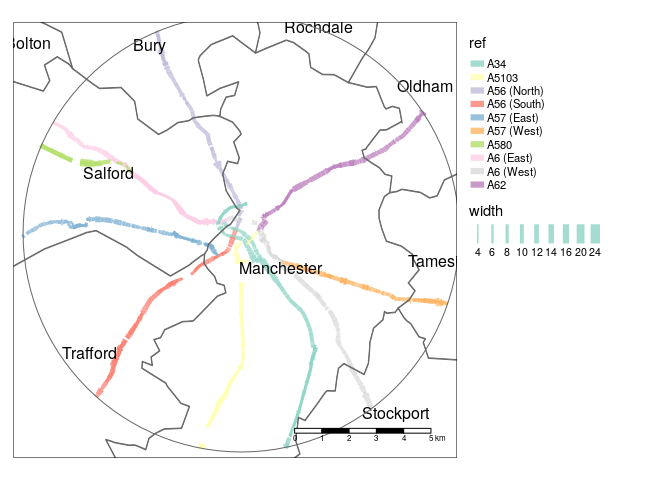 Rochdale
olton
Bury
Oldham
Salford
Manchester
Tames
Trafford
Stockport
0 1 2 3 4 5 km
ref
A34
A5103
A56 (North)
A56 (South)
A57 (East)
A57 (West)
A580
A6 (East)
A6 (West)
A62
width
4 6 8 10 12 14 16 20 24